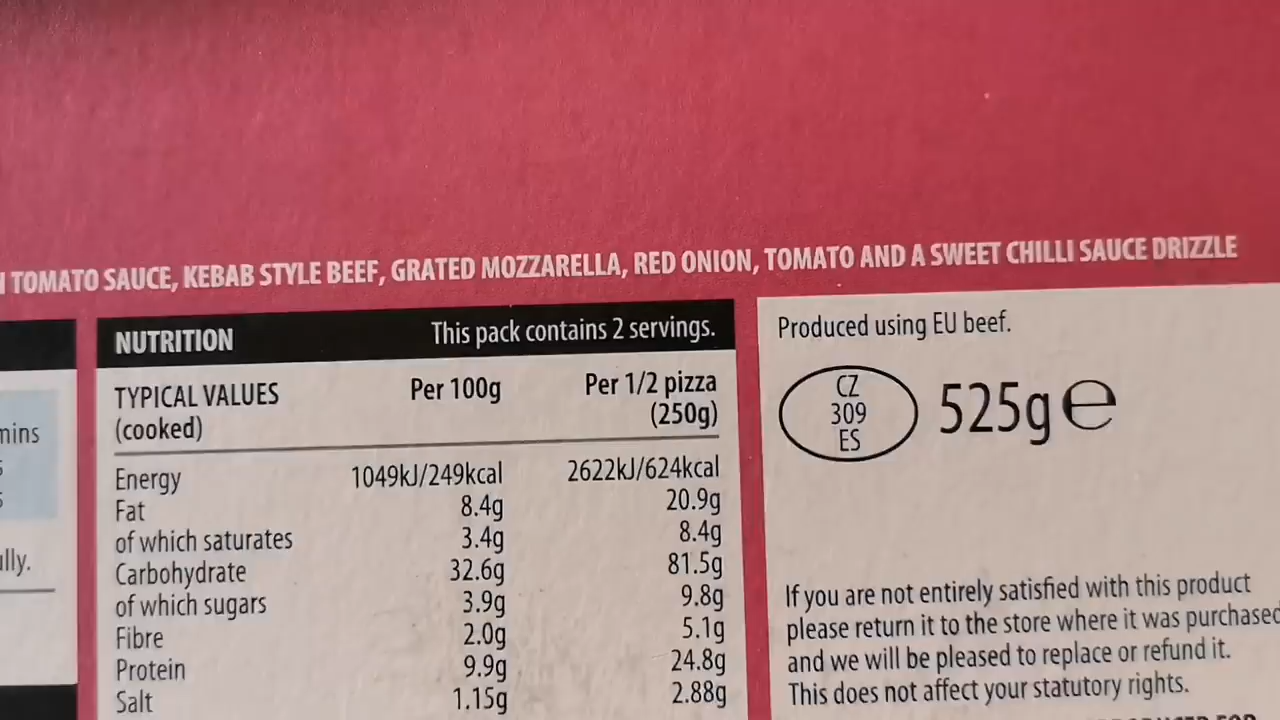 TOMATO SAUCE, KEBAB STYLE BEEF, GRATED MOZZARELLA, RED ONION, TOMATO AND A SWEET CHILLI SAUCE DRIZZLE
mins
NUTRITION This pack contains 2 servings.
TYPICAL VALUES (cooked) Per 100g Per 1/2 pizza (250g)
Energy 1049kJ/249kcal 2622kJ/624kcal
Fat 8.4g 20.9g
of which saturates 3.4g 8.4g
Carbohydrate 32.6g 81.5g
of which sugars 3.9g 9.8g
Fibre 2.0g 5.1g
Protein 9.9g 24.8g
Salt 1.15g 2.88g
Produced using EU beef.
CZ
309
ES
525g e
If you are not entirely satisfied with this product
please return it to the store where it was purchased
and we will be pleased to replace or refund it.
This does not affect your statutory rights.